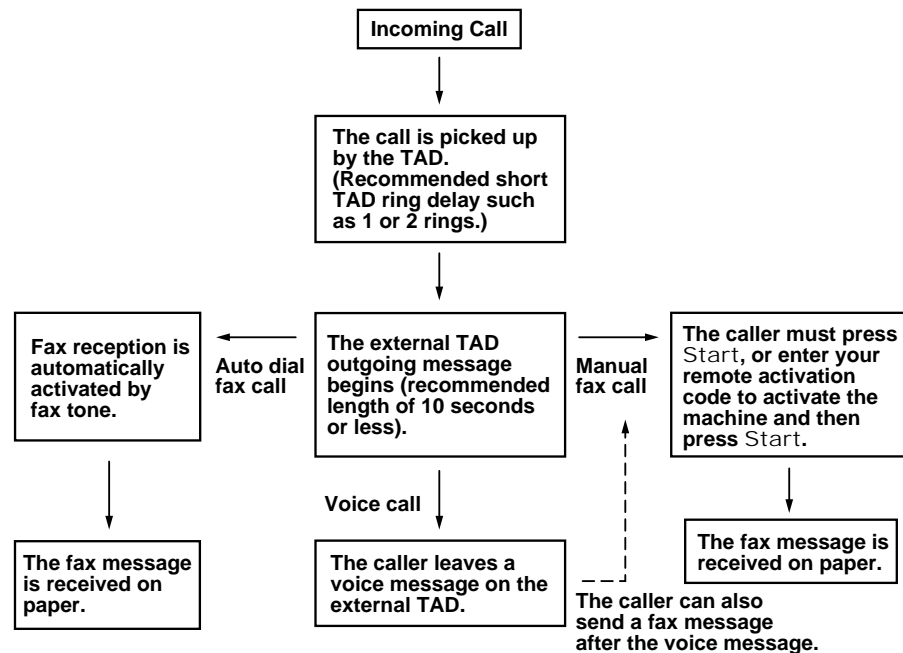 Incoming Call
The call is picked up
by the TAD.
(Recommended short
TAD ring delay such
as 1 or 2 rings.)
Fax reception is
automatically
activated by
fax tone.
Auto dial
fax call
The external TAD
outgoing message
begins (recommended
length of 10 seconds
or less).
Manual
fax call
The caller must press
Start, or enter your
remote activation
code to activate the
machine and then
press Start.
Voice call
The fax message
is received on
paper.
The caller leaves a
voice message on the
external TAD.
The fax message is
received on paper.
The caller can also
send a fax message
after the voice message.